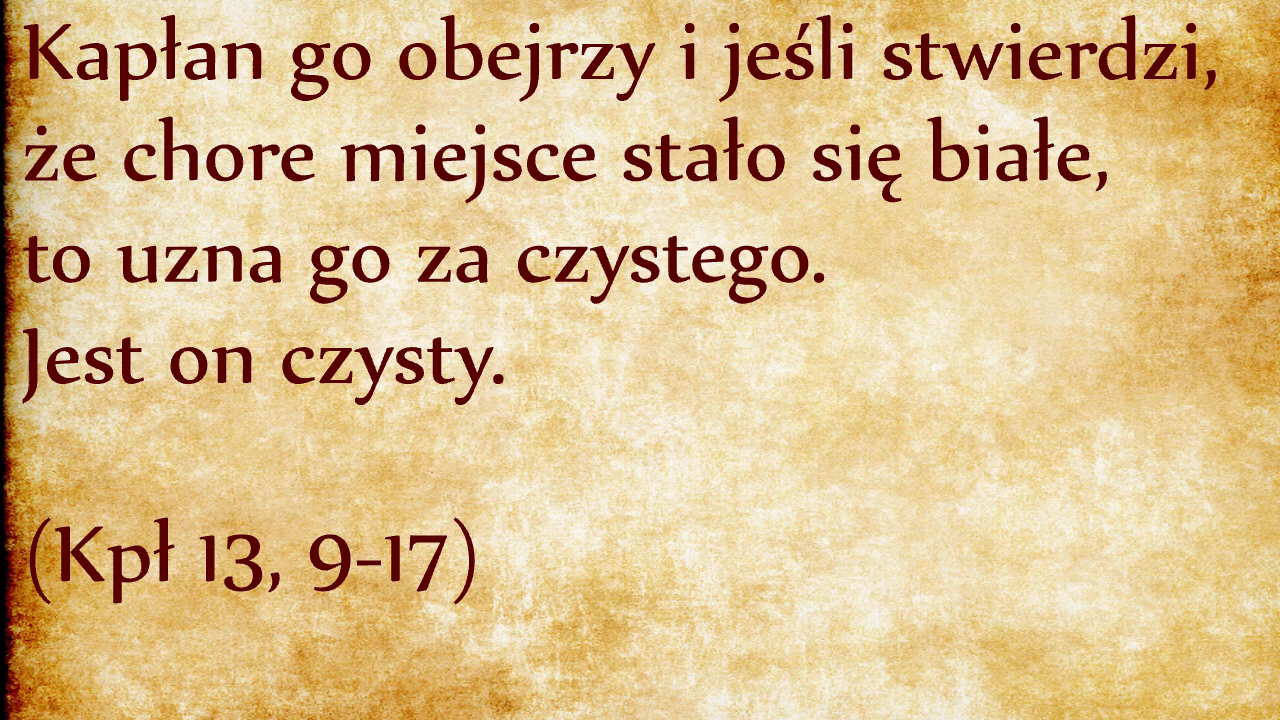 Kapłan go obejrzy i jeśli stwierdzi,
że chore miejsce stało się białe,
to uzna go za czystego.
Jest on czysty.
(Kpł 13, 9-17)